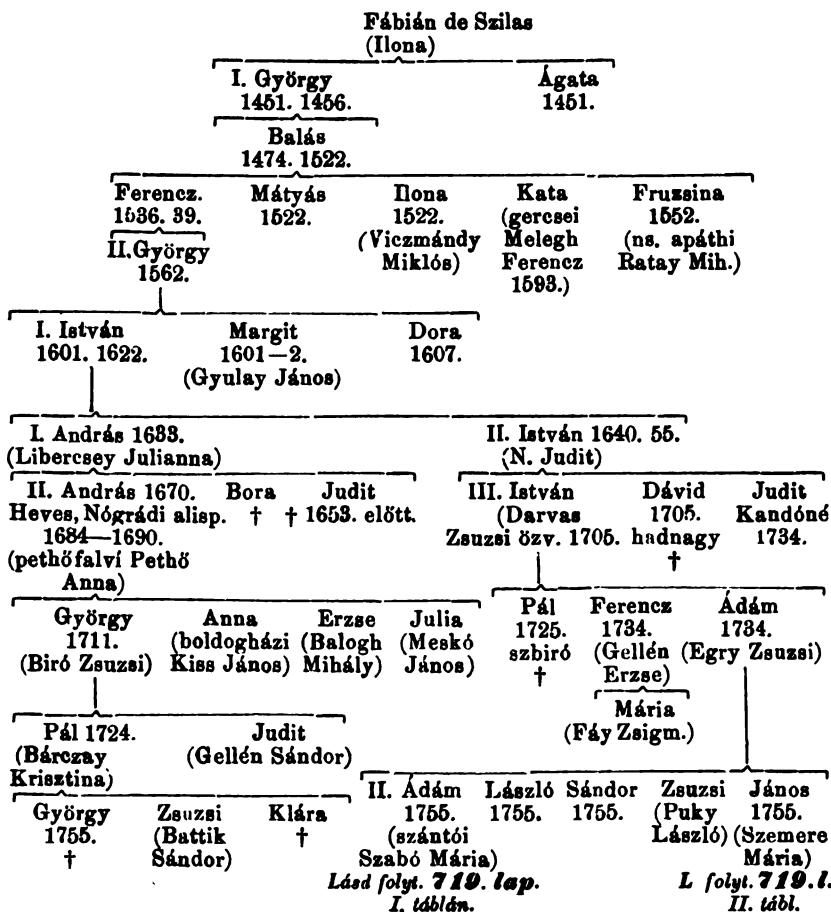 Fábián de Szilas
(Ilona)
I. György Ágata
1451. 1456. 1451.
Balás
1474. 1522.
Ferencz. Mátyás Ilona Kata Fruzsina
1536. 39. 1522. 1522. (gercsei 1552.
(Viczmándy Melegh (ns. apáthi
II. György Miklós) Ferencz Ratay Mih.)
1562. 1593.)
I. István Margit Dora
1601. 1622. 1601—2. 1607.
(Gyulay János)
I. András 1633. II. István 1640. 55.
(Libercsey Julianna) (N. Judit)
II. András 1670. Bora Judit III. István Dávid Judit
Heves, Nógrádi alisp. † † 1653. előtt. (Darvas 1705. Kandóné
1684—1690. Zsuzsi özv. 1705. hadnagy 1734.
(pethőfalvi Pethő †
Anna)
György Anna Erzse Julia Pál Ferencz Ádám
1711. (boldogházi (Balogh (Meskó 1725. 1734. 1734.
(Biró Zsuzsi) Kiss János) Mihály) János) szbiró (Gellén (Egry Zsuzsi)
† Erzse)
Mária
(Fáy Zsigm.)
Pál 1724. Judit
(Bárczay (Gellén Sándor)
Krisztina)
György Zsuzsi Klára II. Ádám László Sándor Zsuzsi János
1755. (Battik † 1755. 1755. 1755. (Puky 1755.
† Sándor) (szántói László) (Szemere
Szabó Mária) Mária)
Lásd folyt. 719. lap. L folyt. 719. l.
I. táblán. II. tábl.